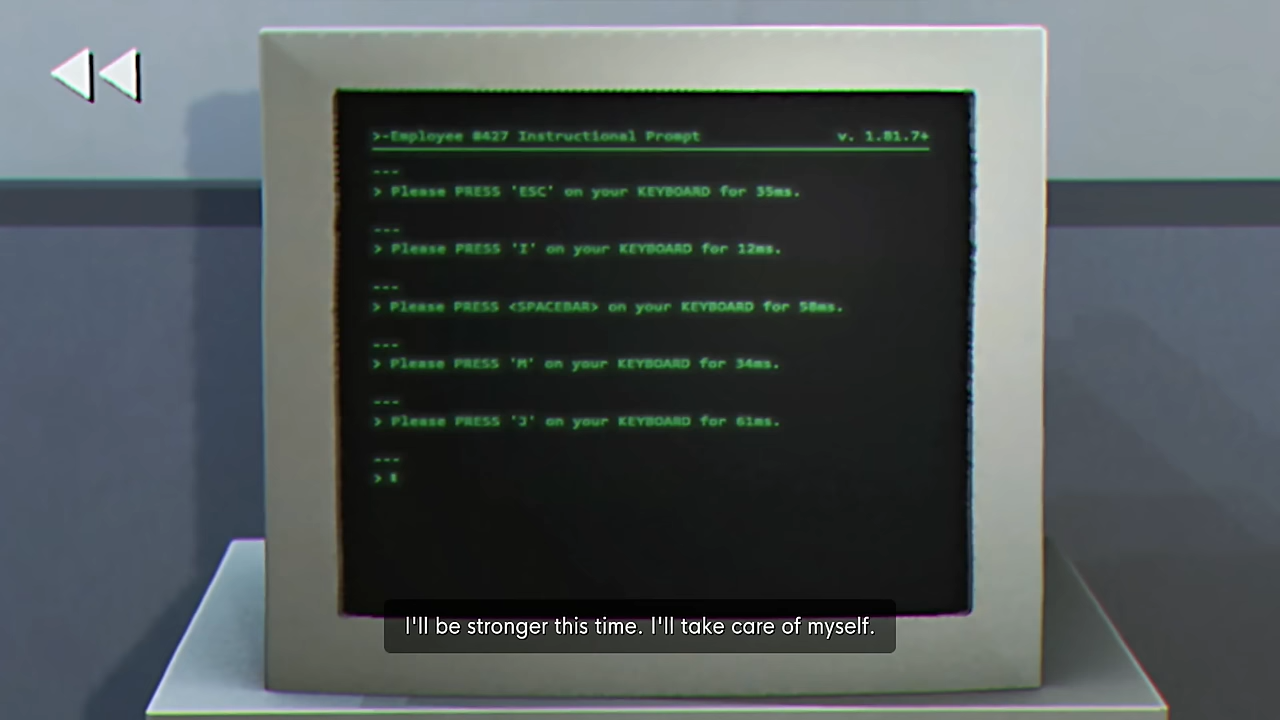 >-Employee #427 Instructional Prompt v. 1.81.7+
---
> Please PRESS 'ESC' on your KEYBOARD for 35ms.
---
> Please PRESS 'I' on your KEYBOARD for 12ms.
---
> Please PRESS <SPACEBAR> on your KEYBOARD for 58ms.
---
> Please PRESS 'M' on your KEYBOARD for 34ms.
---
> Please PRESS 'J' on your KEYBOARD for 61ms.
---
>
I'll be stronger this time. I'll take care of myself.